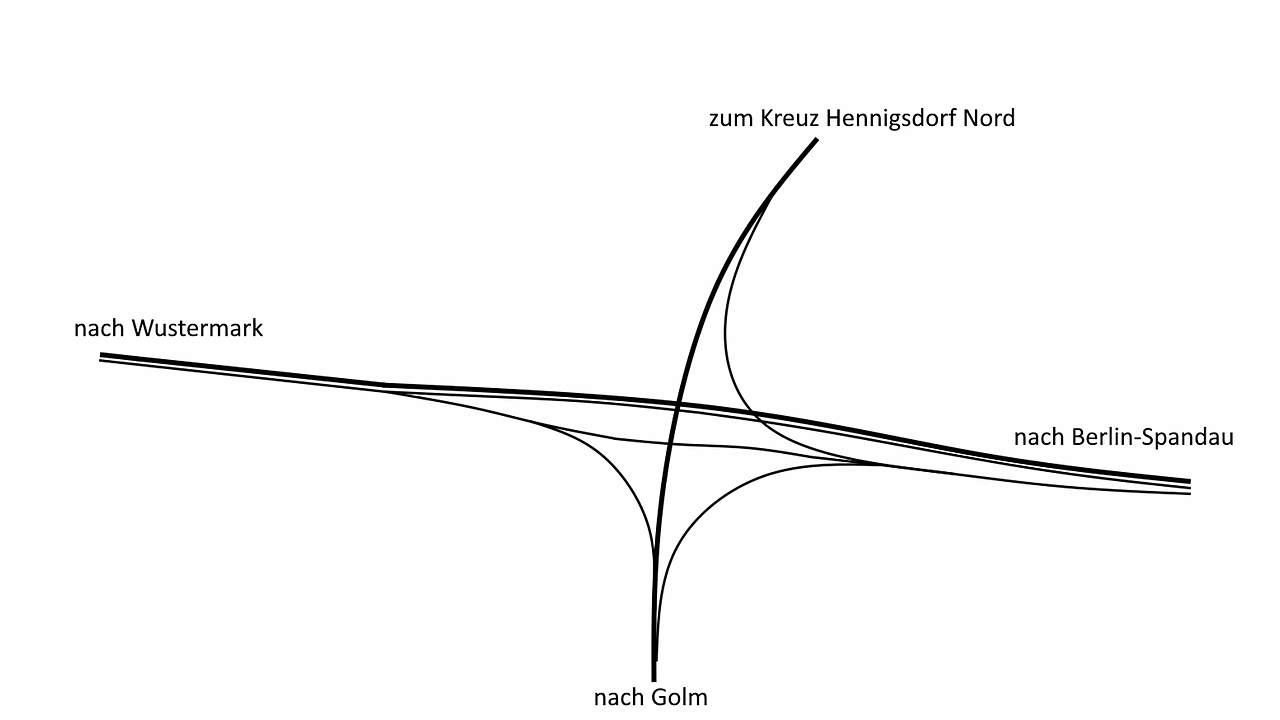 zum Kreuz Hennigsdorf Nord
nach Wustermark
nach Berlin-Spandau
nach Golm